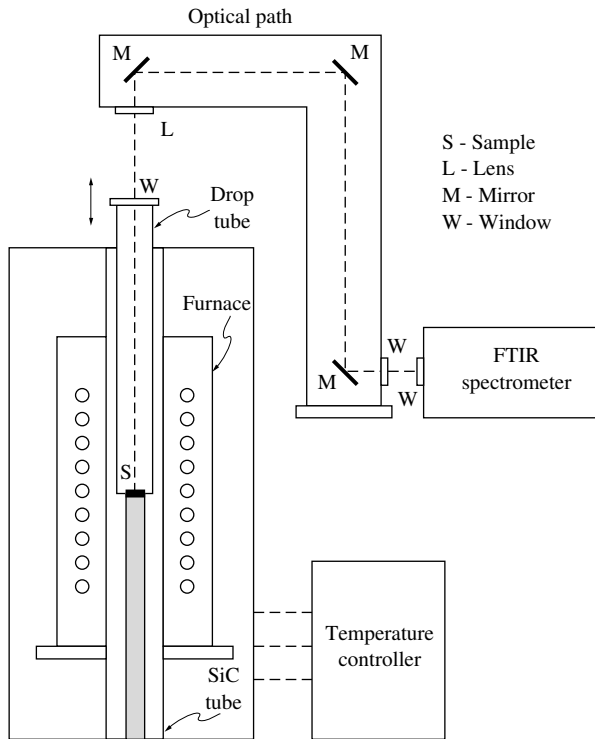 Optical path
M
M
L
S - Sample
L - Lens
M - Mirror
W - Window
W
Drop
tube
Furnace
W
FTIR
spectrometer
M
W
S
Temperature
controller
SiC
tube